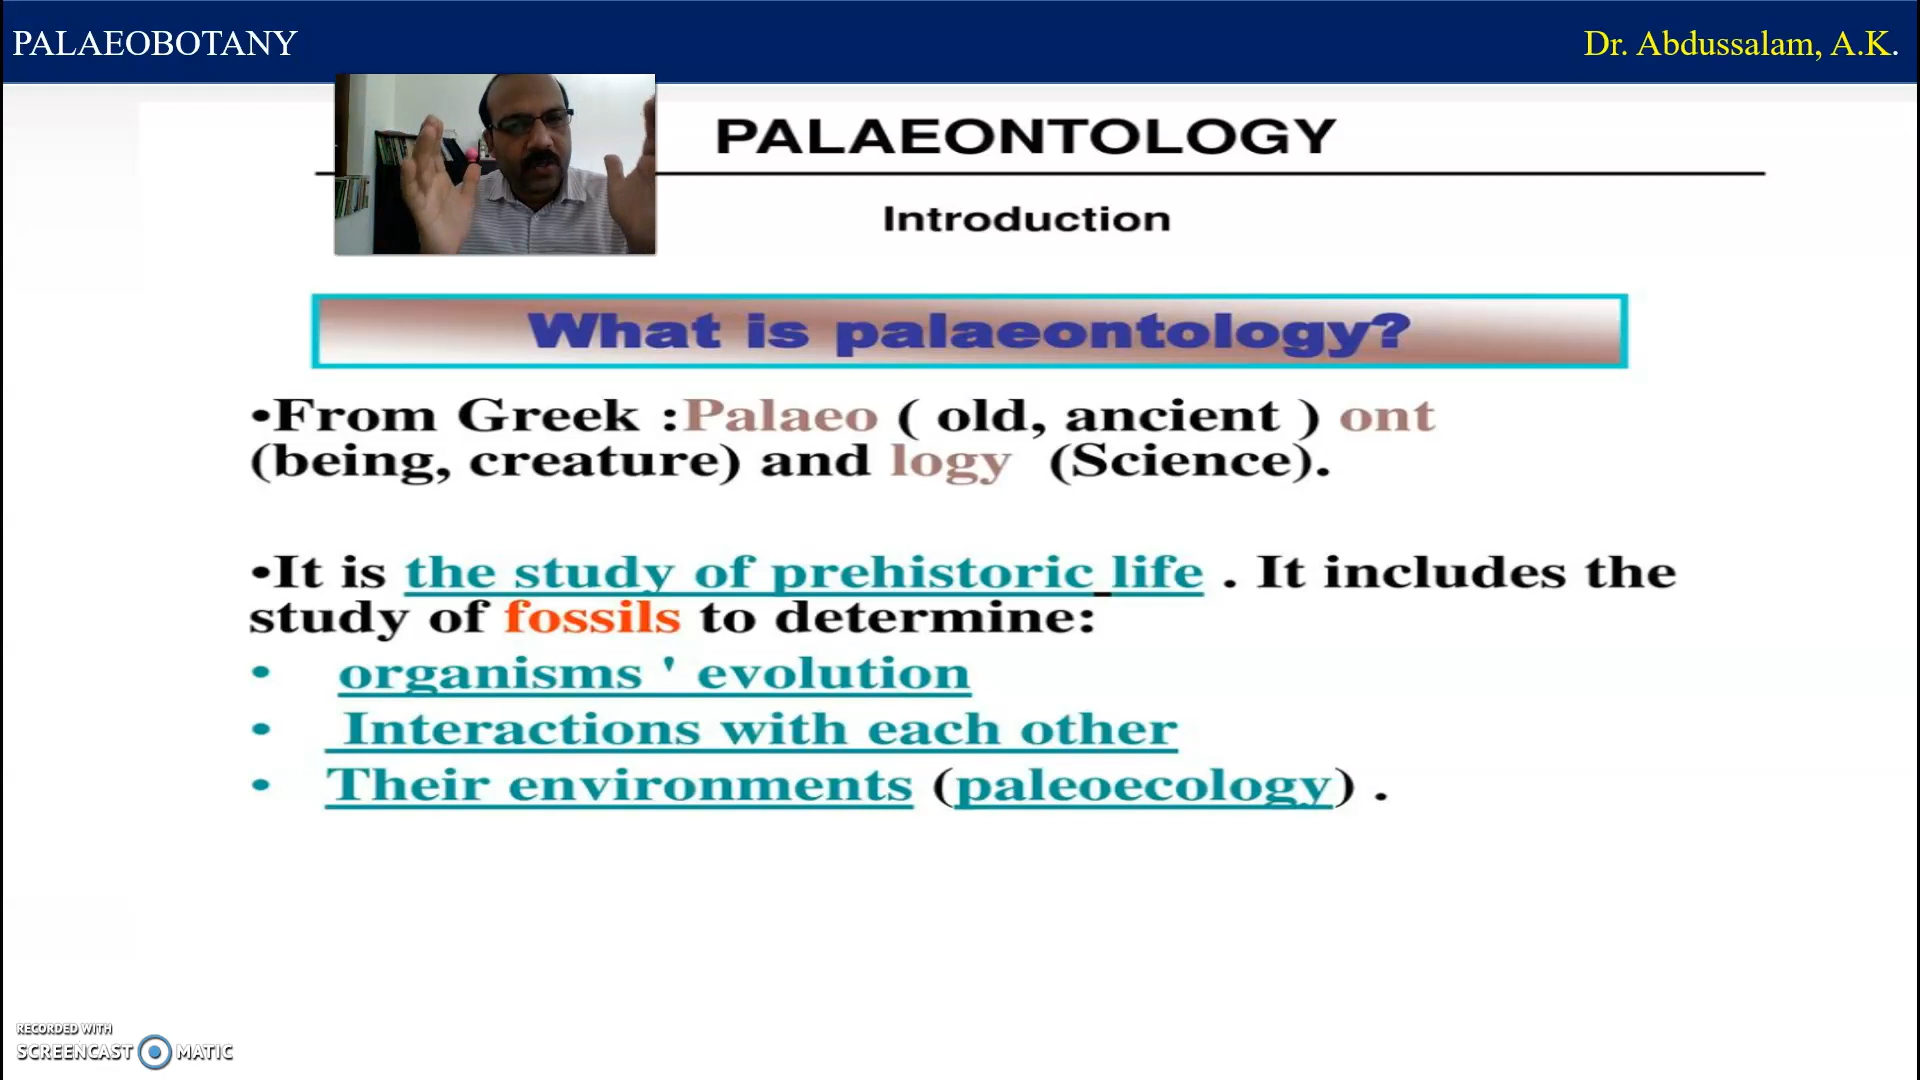 PALAEOBOTANY
Dr. Abdussalam, A.K.
PALAEONTOLOGY
Introduction
What is palaeontology?
•From Greek :Palaeo ( old, ancient ) ont
(being, creature) and logy (Science).
•It is the study of prehistoric life . It includes the
study of fossils to determine:
• organisms ' evolution
• Interactions with each other
• Their environments (paleoecology) .
RECORDED WITH
SCREENCAST MATIC